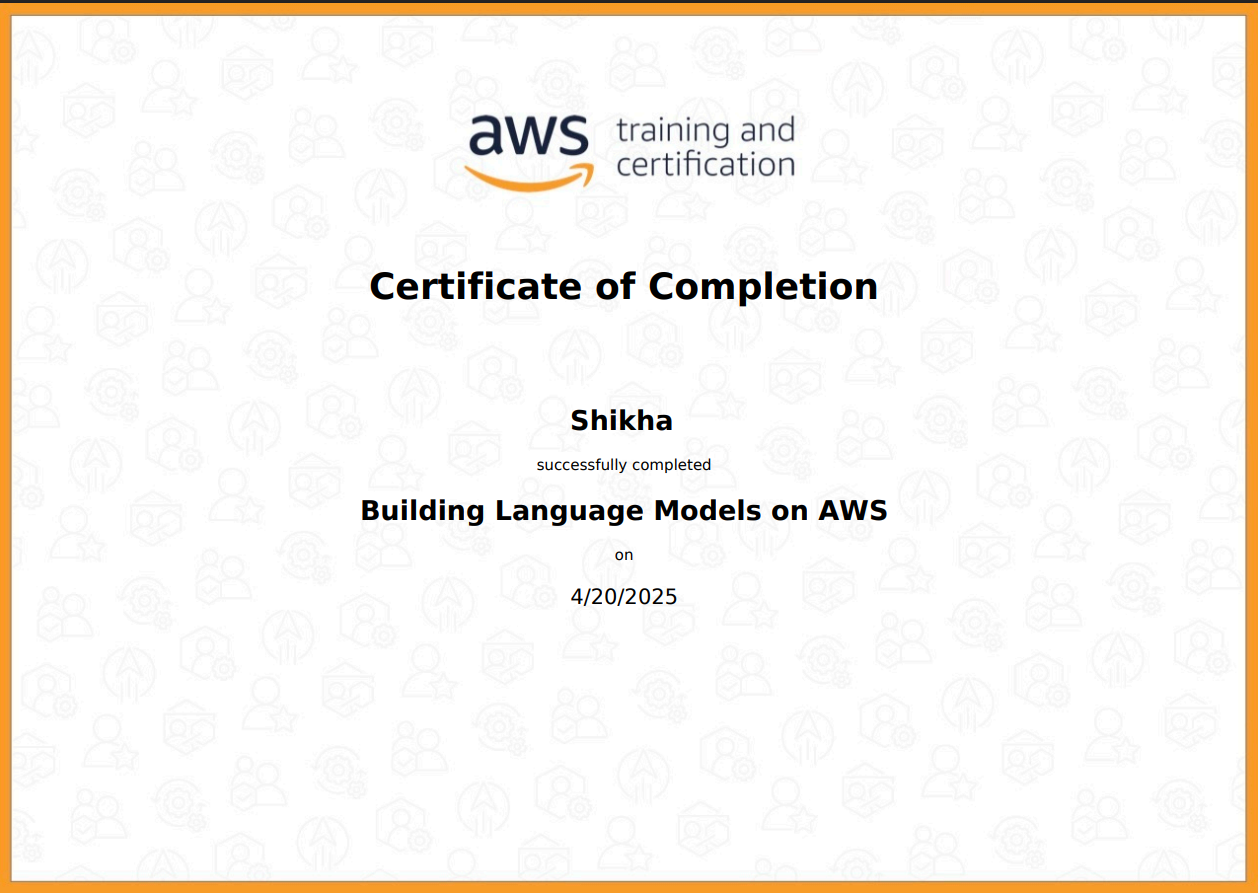 aws training and
certification
Certificate of Completion
Shikha
successfully completed
Building Language Models on AWS
on
4/20/2025